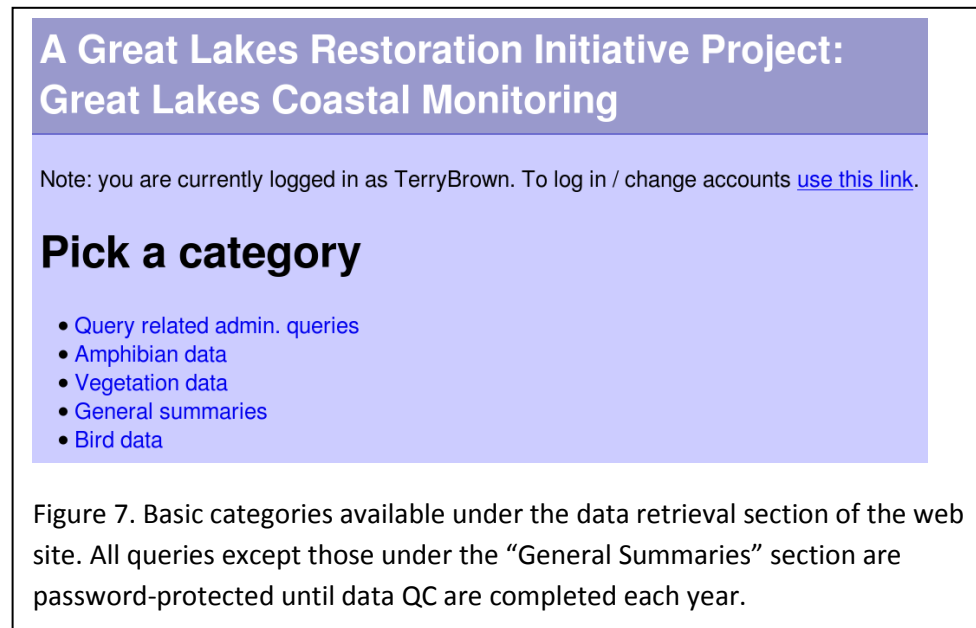 A Great Lakes Restoration Initiative Project:
Great Lakes Coastal Monitoring
Note: you are currently logged in as TerryBrown. To log in / change accounts use this link.
Pick a category
• Query related admin. queries
• Amphibian data
• Vegetation data
• General summaries
• Bird data
Figure 7. Basic categories available under the data retrieval section of the web
site. All queries except those under the “General Summaries” section are
password-protected until data QC are completed each year.